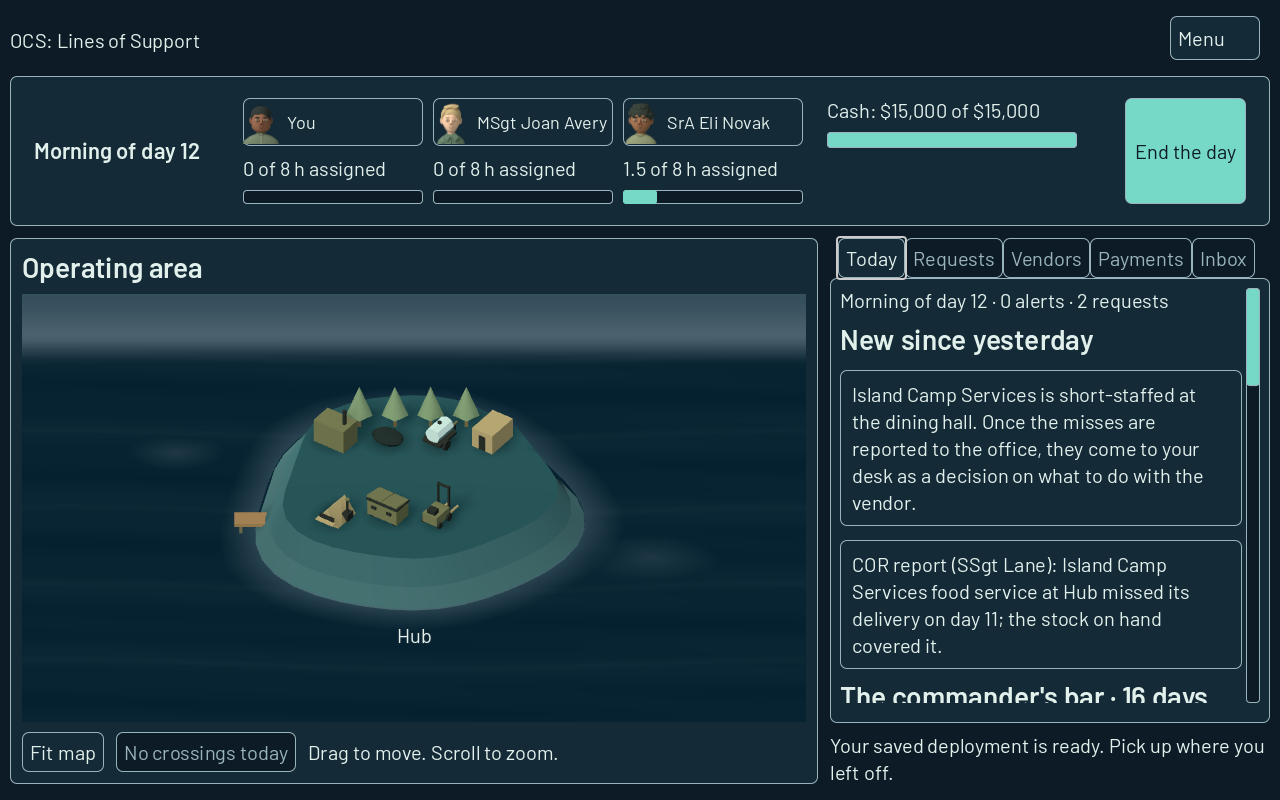 OCS: Lines of Support
Menu
Morning of day 12
You
MSgt Joan Avery
SrA Eli Novak
0 of 8 h assigned
0 of 8 h assigned
1.5 of 8 h assigned
Cash: $15,000 of $15,000
End the day
Operating area
Hub
Fit map
No crossings today
Drag to move. Scroll to zoom.
Today
Requests
Vendors
Payments
Inbox
Morning of day 12 · 0 alerts · 2 requests
New since yesterday
Island Camp Services is short-staffed at
the dining hall. Once the misses are
reported to the office, they come to your
desk as a decision on what to do with the
vendor.
COR report (SSgt Lane): Island Camp
Services food service at Hub missed its
delivery on day 11; the stock on hand
covered it.
The commander's bar · 16 days
Your saved deployment is ready. Pick up where you
left off.